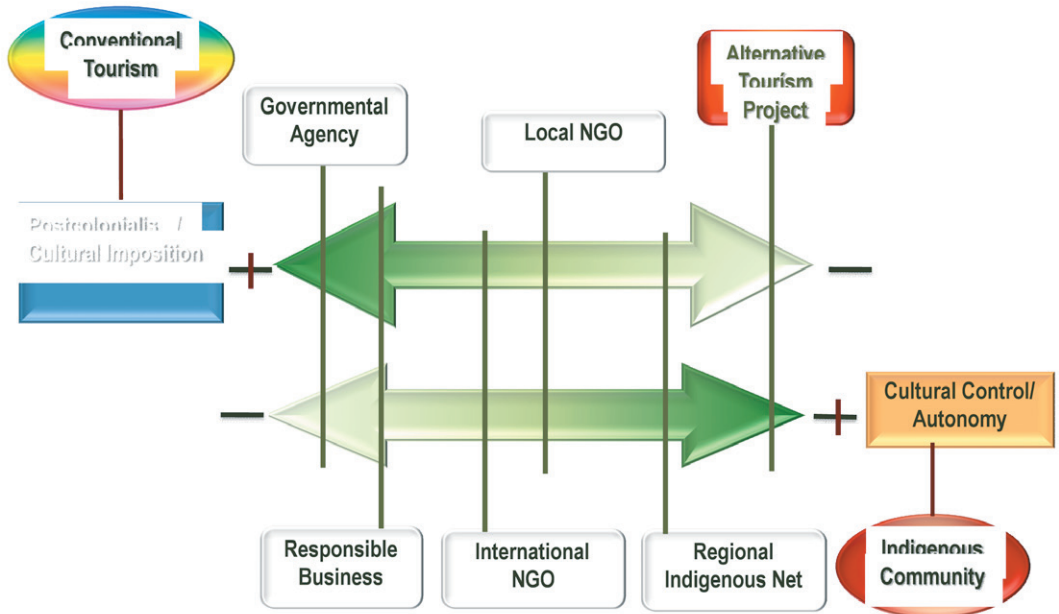 Conventional
Tourism
Governmental
Agency
Local NGO
Alternative
Tourism
Project
Postcolonialis /
Cultural Imposition
+
−
−
+
Cultural Control/
Autonomy
Responsible
Business
International
NGO
Regional
Indigenous Net
Indigenous
Community